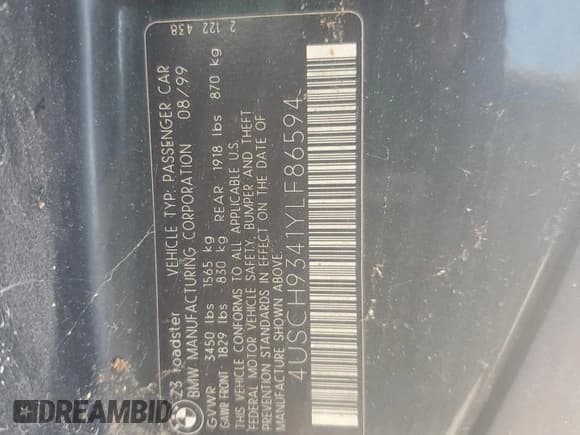 Z3 roadster VEHICLE TYP: PASSENGER CAR
BMW MANUFACTURING CORPORATION 08/99
GVWR 3450 lbs 1565 kg
GAWR FRONT 1829 lbs 830 kg REAR 1918 lbs 870 kg
THIS VEHICLE CONFORMS TO ALL APPLICABLE U.S.
FEDERAL MOTOR VEHICLE SAFETY, BUMPER AND THEFT
PREVENTION STANDARDS IN EFFECT ON THE DATE OF
MANUFACTURE SHOWN ABOVE.
4USCH9341YLF86594
2 122 438
DREAMBID